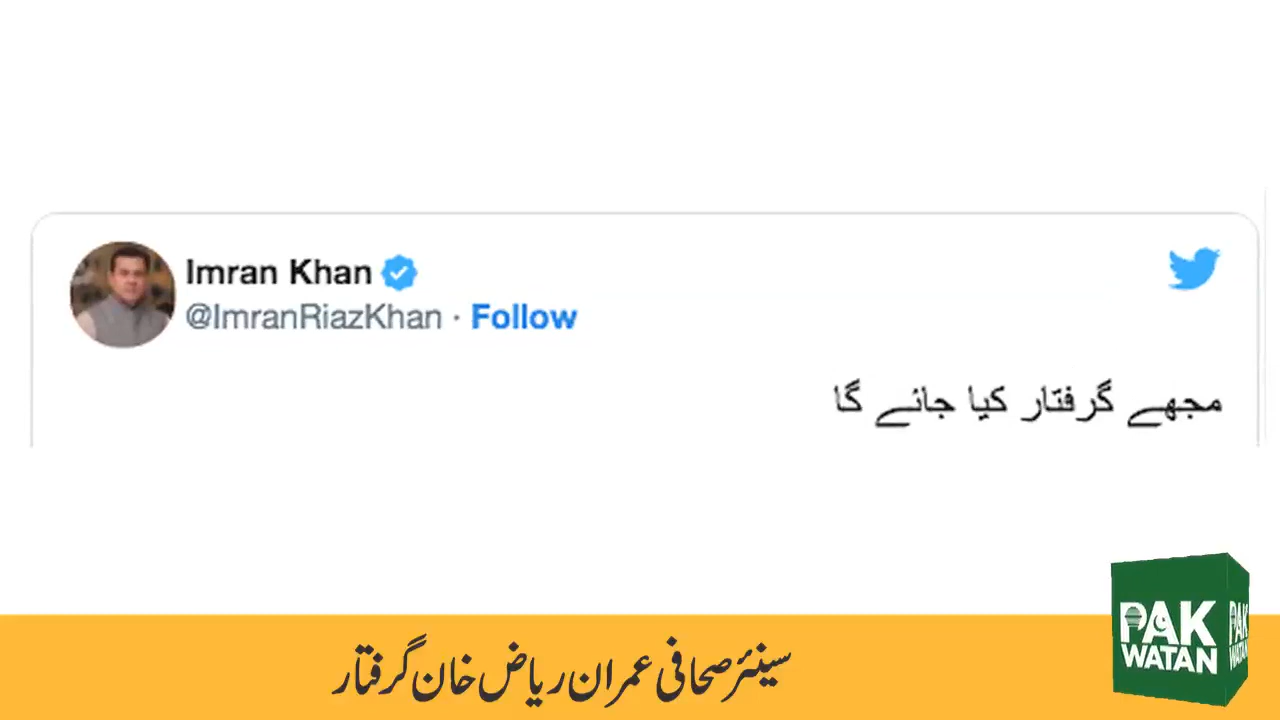 Imran Khan
@ImranRiazKhan · Follow
مجھے گرفتار کیا جائے گا
سینئر صحافی عمران ریاض خان گرفتار
PAK
WATAN
PAK
WATAN